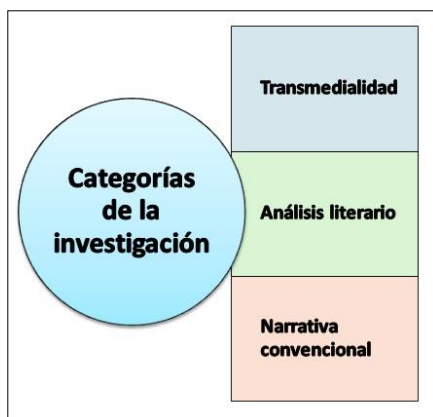 Categorías
de la
investigación
Transmedialidad
Análisis literario
Narrativa
convencional